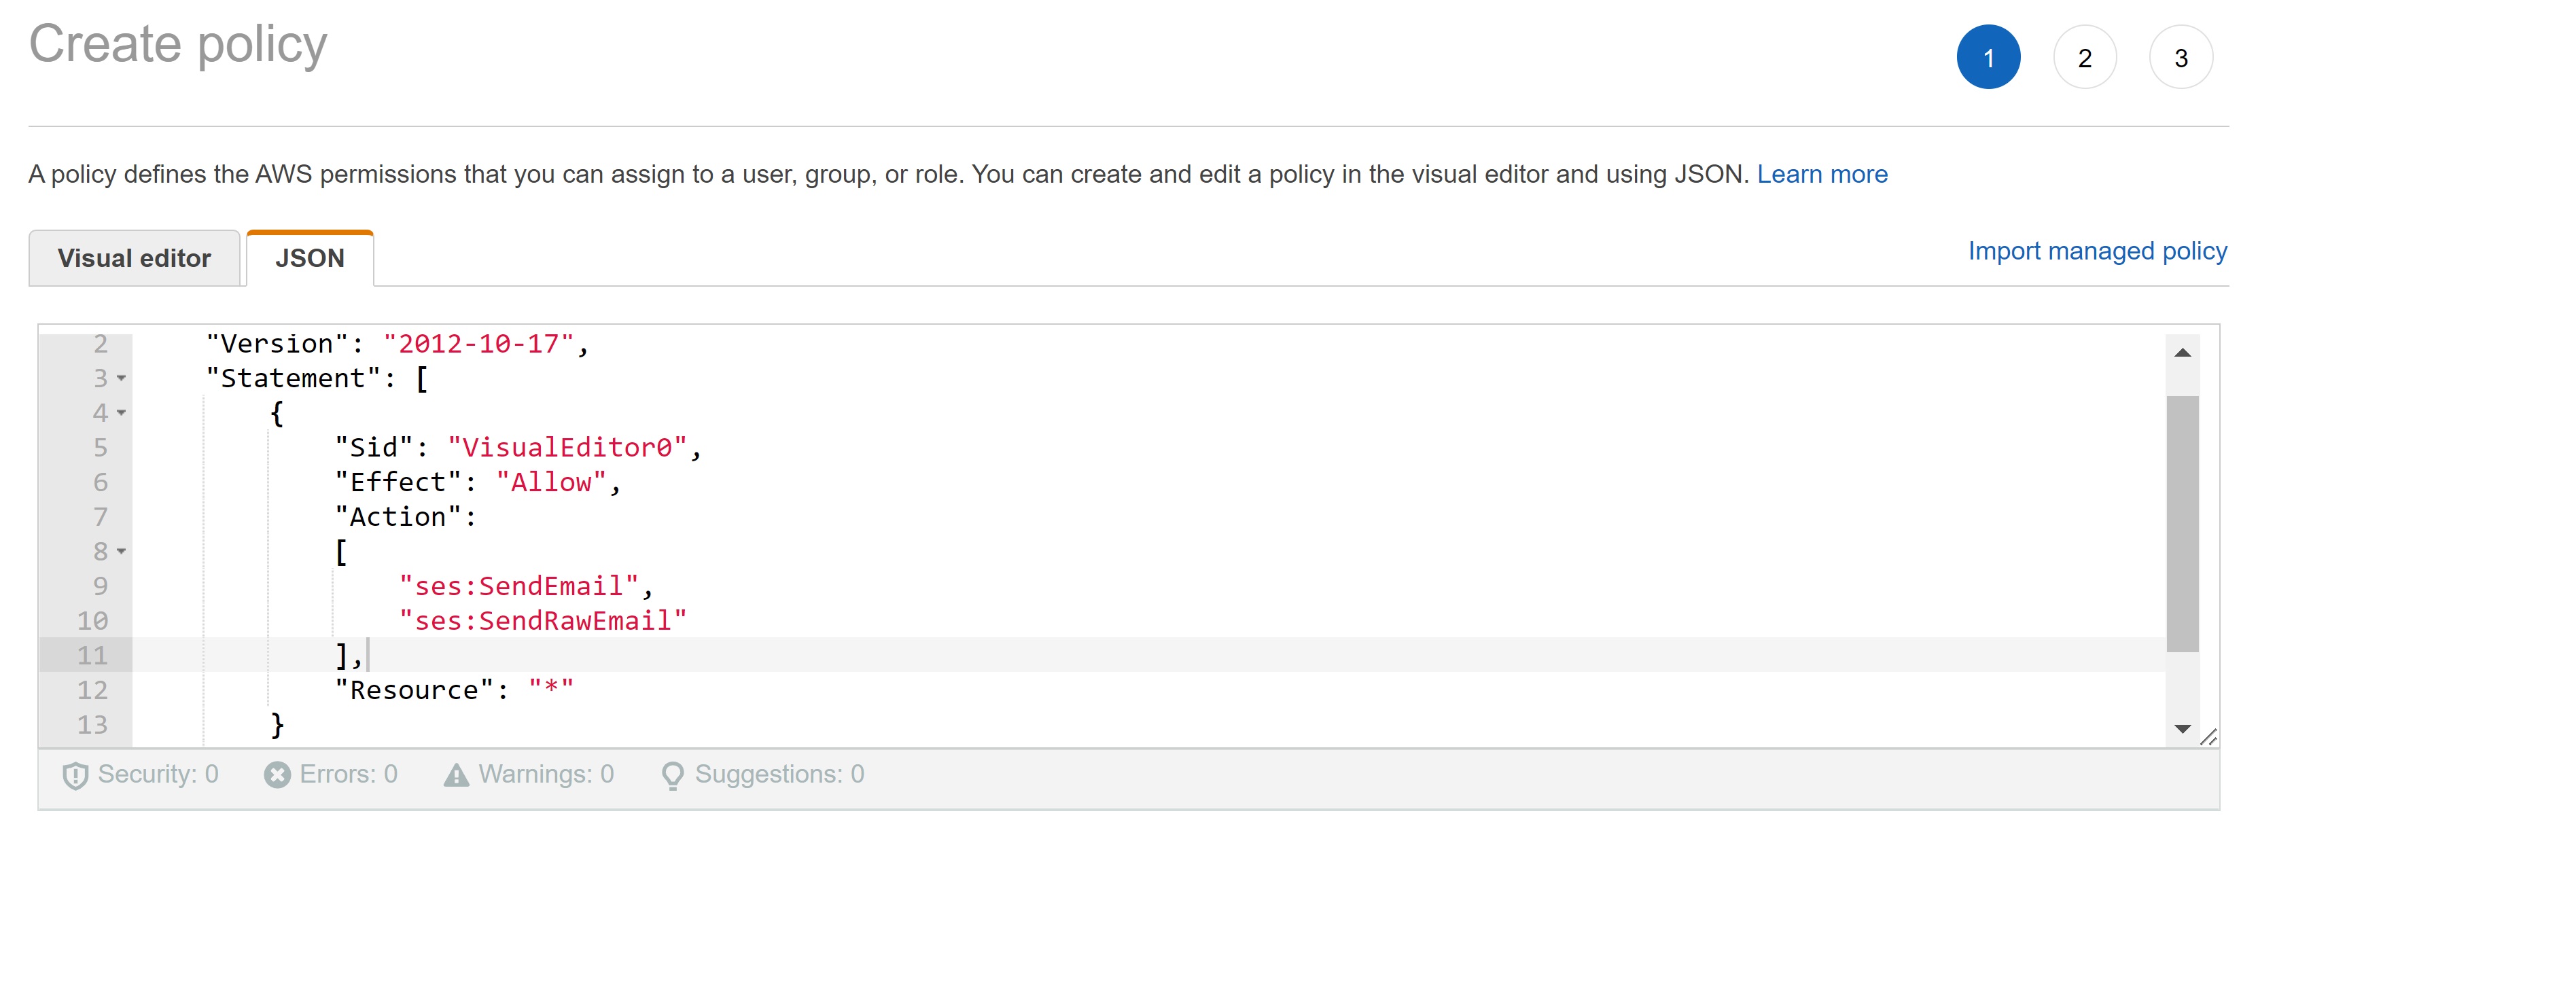 Create policy
1 2 3
A policy defines the AWS permissions that you can assign to a user, group, or role. You can create and edit a policy in the visual editor and using JSON. Learn more
Visual editor JSON Import managed policy
2 "Version": "2012-10-17",
3 "Statement": [
4 {
5 "Sid": "VisualEditor0",
6 "Effect": "Allow",
7 "Action":
8 [
9 "ses:SendEmail",
10 "ses:SendRawEmail"
11 ],
12 "Resource": "*"
13 }
Security: 0 Errors: 0 Warnings: 0 Suggestions: 0